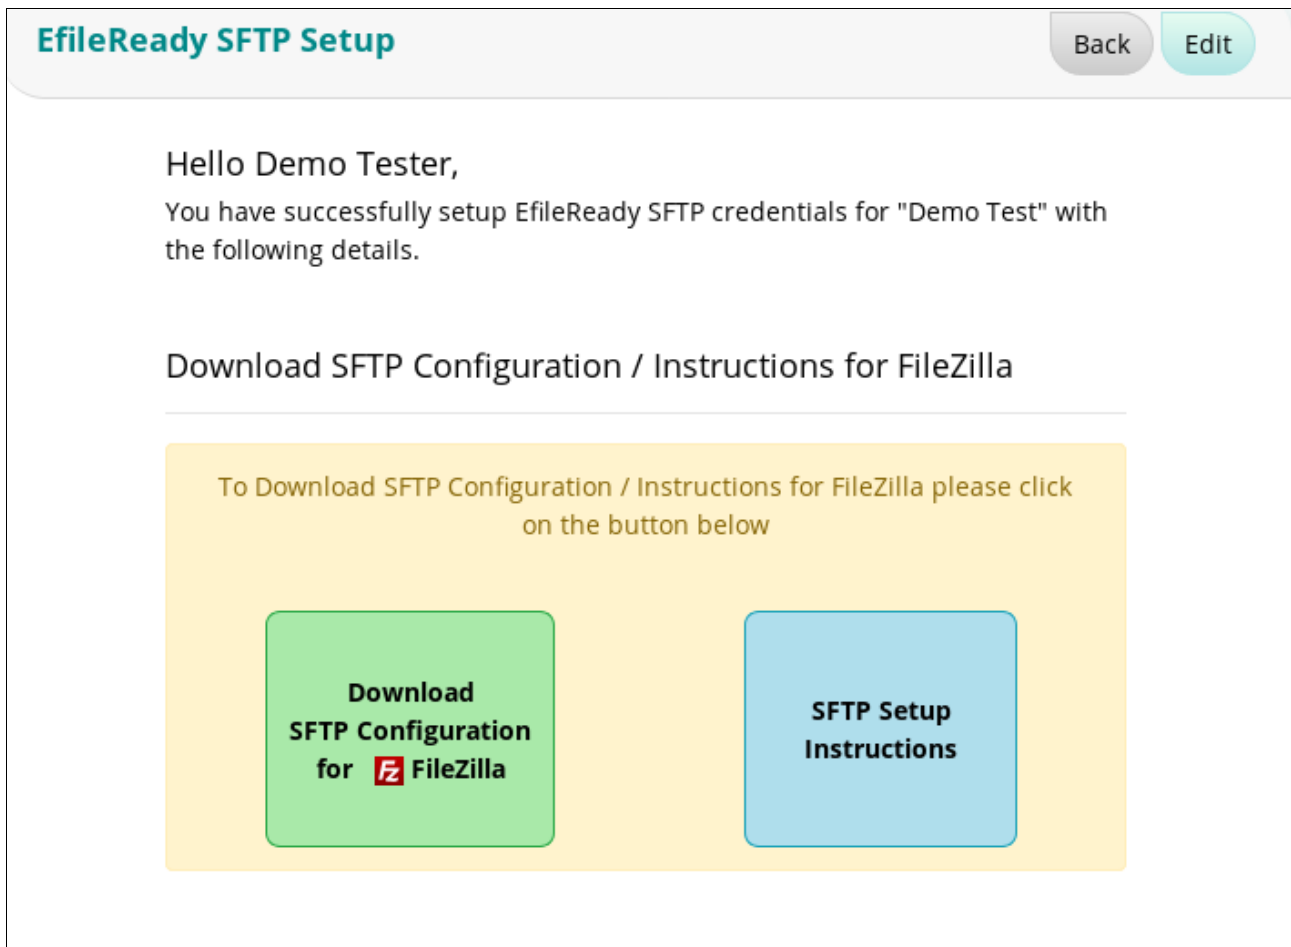 EfileReady SFTP Setup
Back
Edit
Hello Demo Tester,
You have successfully setup EfileReady SFTP credentials for "Demo Test" with
the following details.
Download SFTP Configuration / Instructions for FileZilla
To Download SFTP Configuration / Instructions for FileZilla please click
on the button below
Download
SFTP Configuration
for Fz FileZilla
SFTP Setup
Instructions